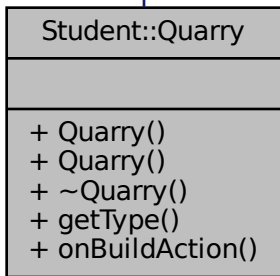 Student::Quarry
+ Quarry()
+ Quarry()
+ ~Quarry()
+ getType()
+ onBuildAction()